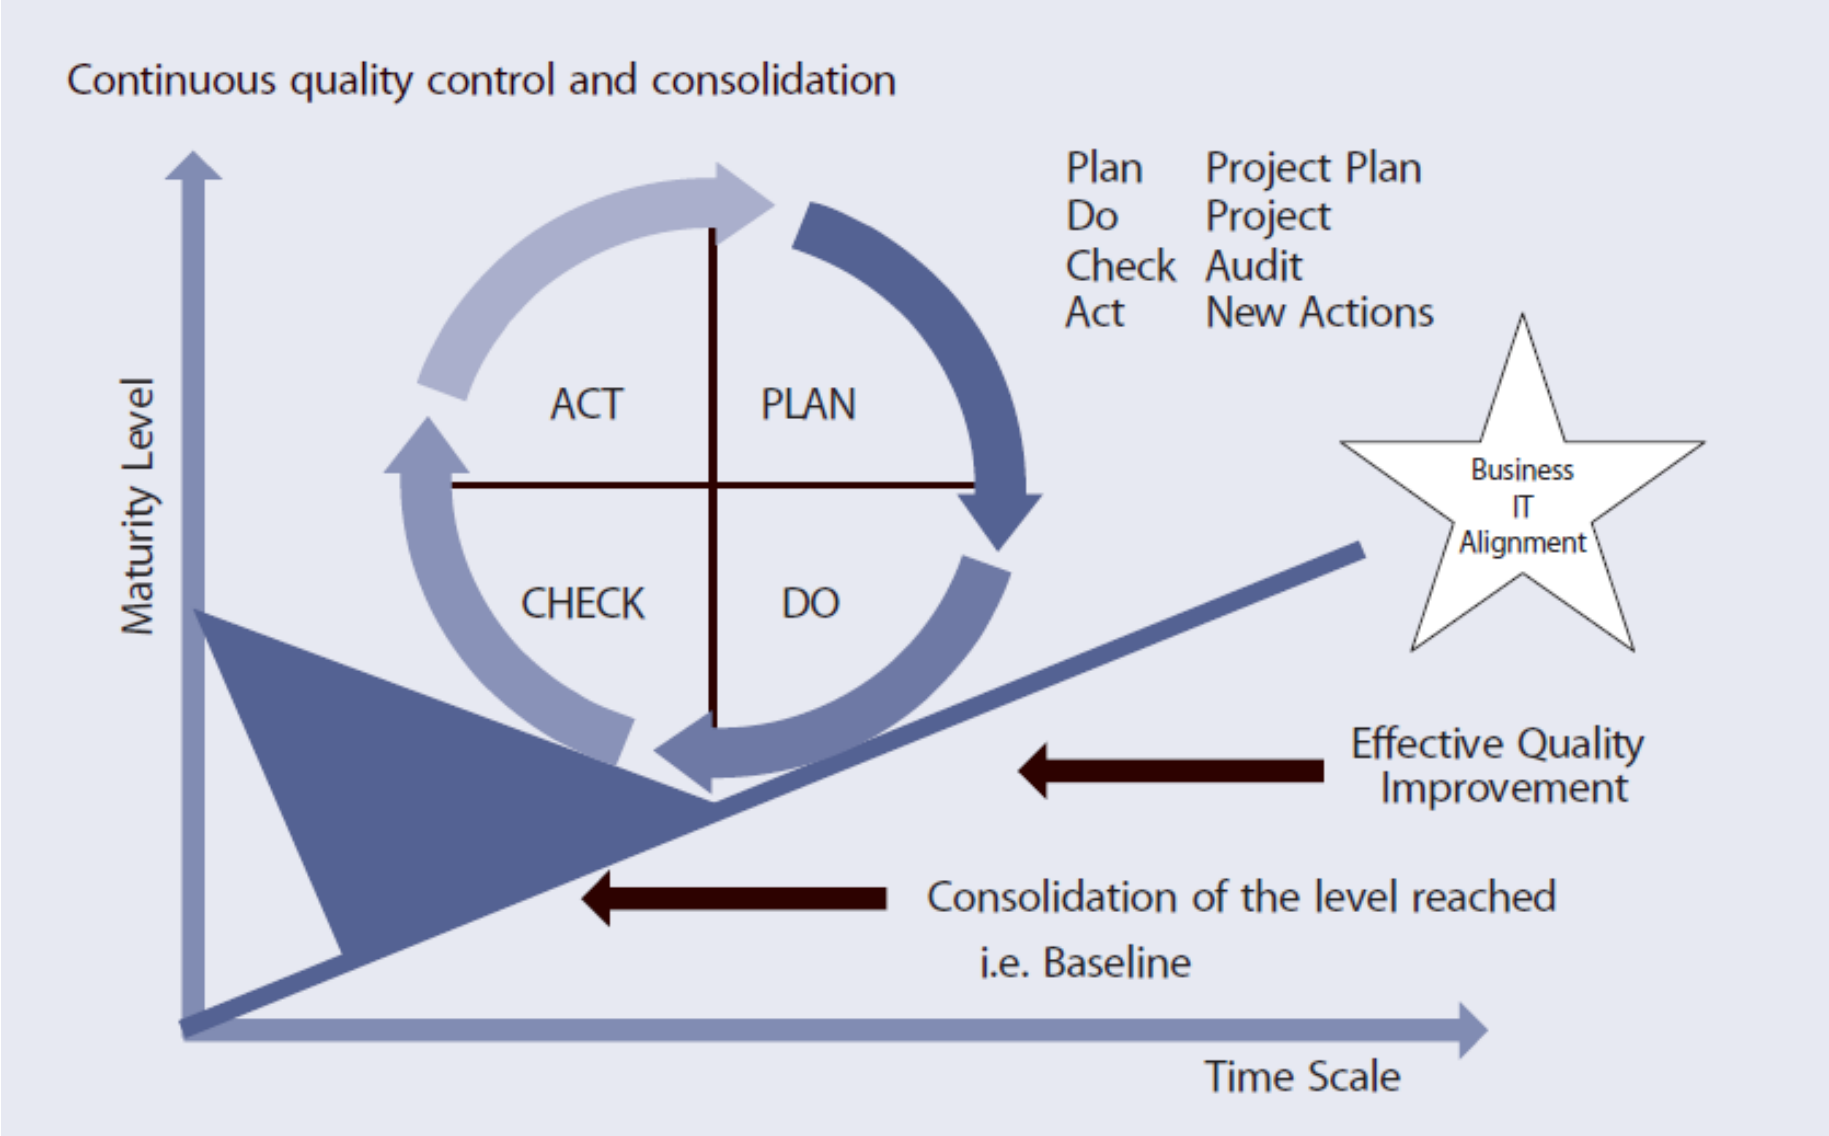 Continuous quality control and consolidation
Plan Project Plan
Do Project
Check Audit
Act New Actions
Maturity Level
ACT PLAN
CHECK DO
Business
IT
Alignment
Effective Quality
Improvement
Consolidation of the level reached
i.e. Baseline
Time Scale